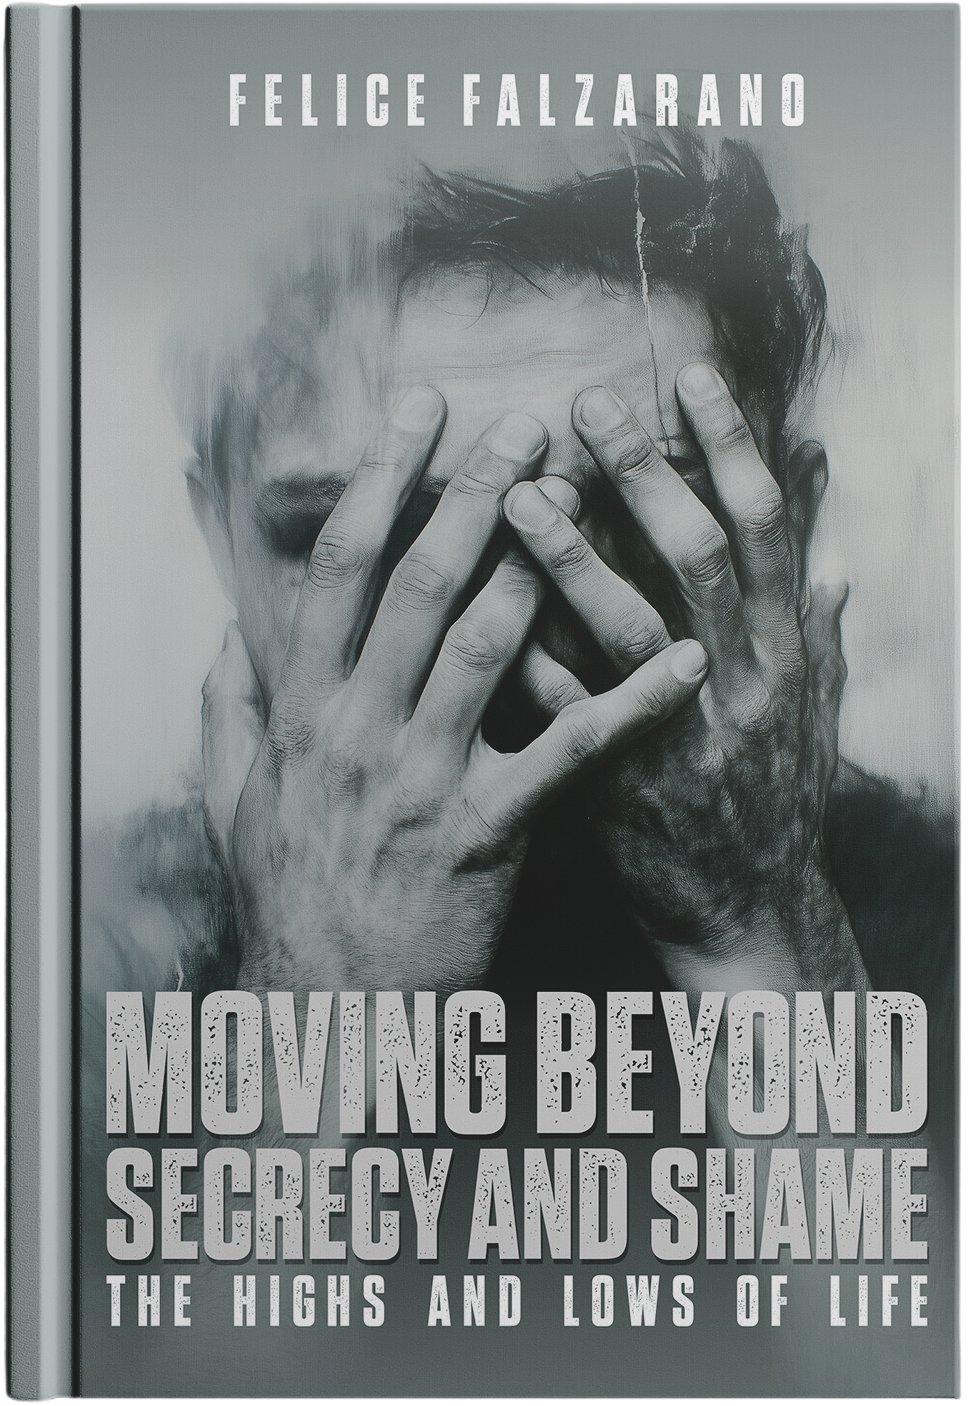 FELICE FALZARANO
MOVING BEYOND
SECRECY AND SHAME
THE HIGHS AND LOWS OF LIFE